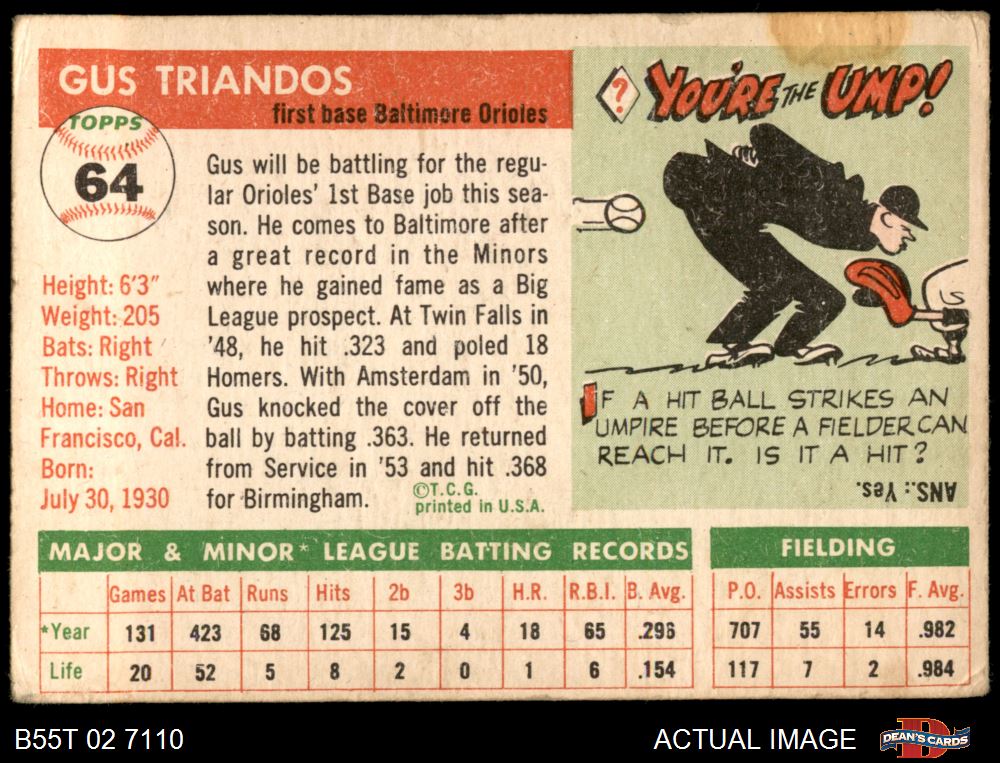 GUS TRIANDOS
first base Baltimore Orioles
TOPPS
64
Height: 6'3"
Weight: 205
Bats: Right
Throws: Right
Home: San
Francisco, Cal.
Born:
July 30, 1930
Gus will be battling for the regu-
lar Orioles' 1st Base job this sea-
son. He comes to Baltimore after
a great record in the Minors
where he gained fame as a Big
League prospect. At Twin Falls in
'48, he hit .323 and poled 18
Homers. With Amsterdam in '50,
Gus knocked the cover off the
ball by batting .363. He returned
from Service in '53 and hit .368
for Birmingham.
©T.C.G.
printed in U.S.A.
? YOU'RE THE UMP!
IF A HIT BALL STRIKES AN
UMPIRE BEFORE A FIELDER CAN
REACH IT. IS IT A HIT?
ANS.: Yes.
MAJOR & MINOR* LEAGUE BATTING RECORDS
Games At Bat Runs Hits 2b 3b H.R. R.B.I. B. Avg.
*Year 131 423 68 125 15 4 18 65 .296
Life 20 52 5 8 2 0 1 6 .154
FIELDING
P.O. Assists Errors F. Avg.
707 55 14 .982
117 7 2 .984
B55T 02 7110
ACTUAL IMAGE
D
DEAN'S CARDS